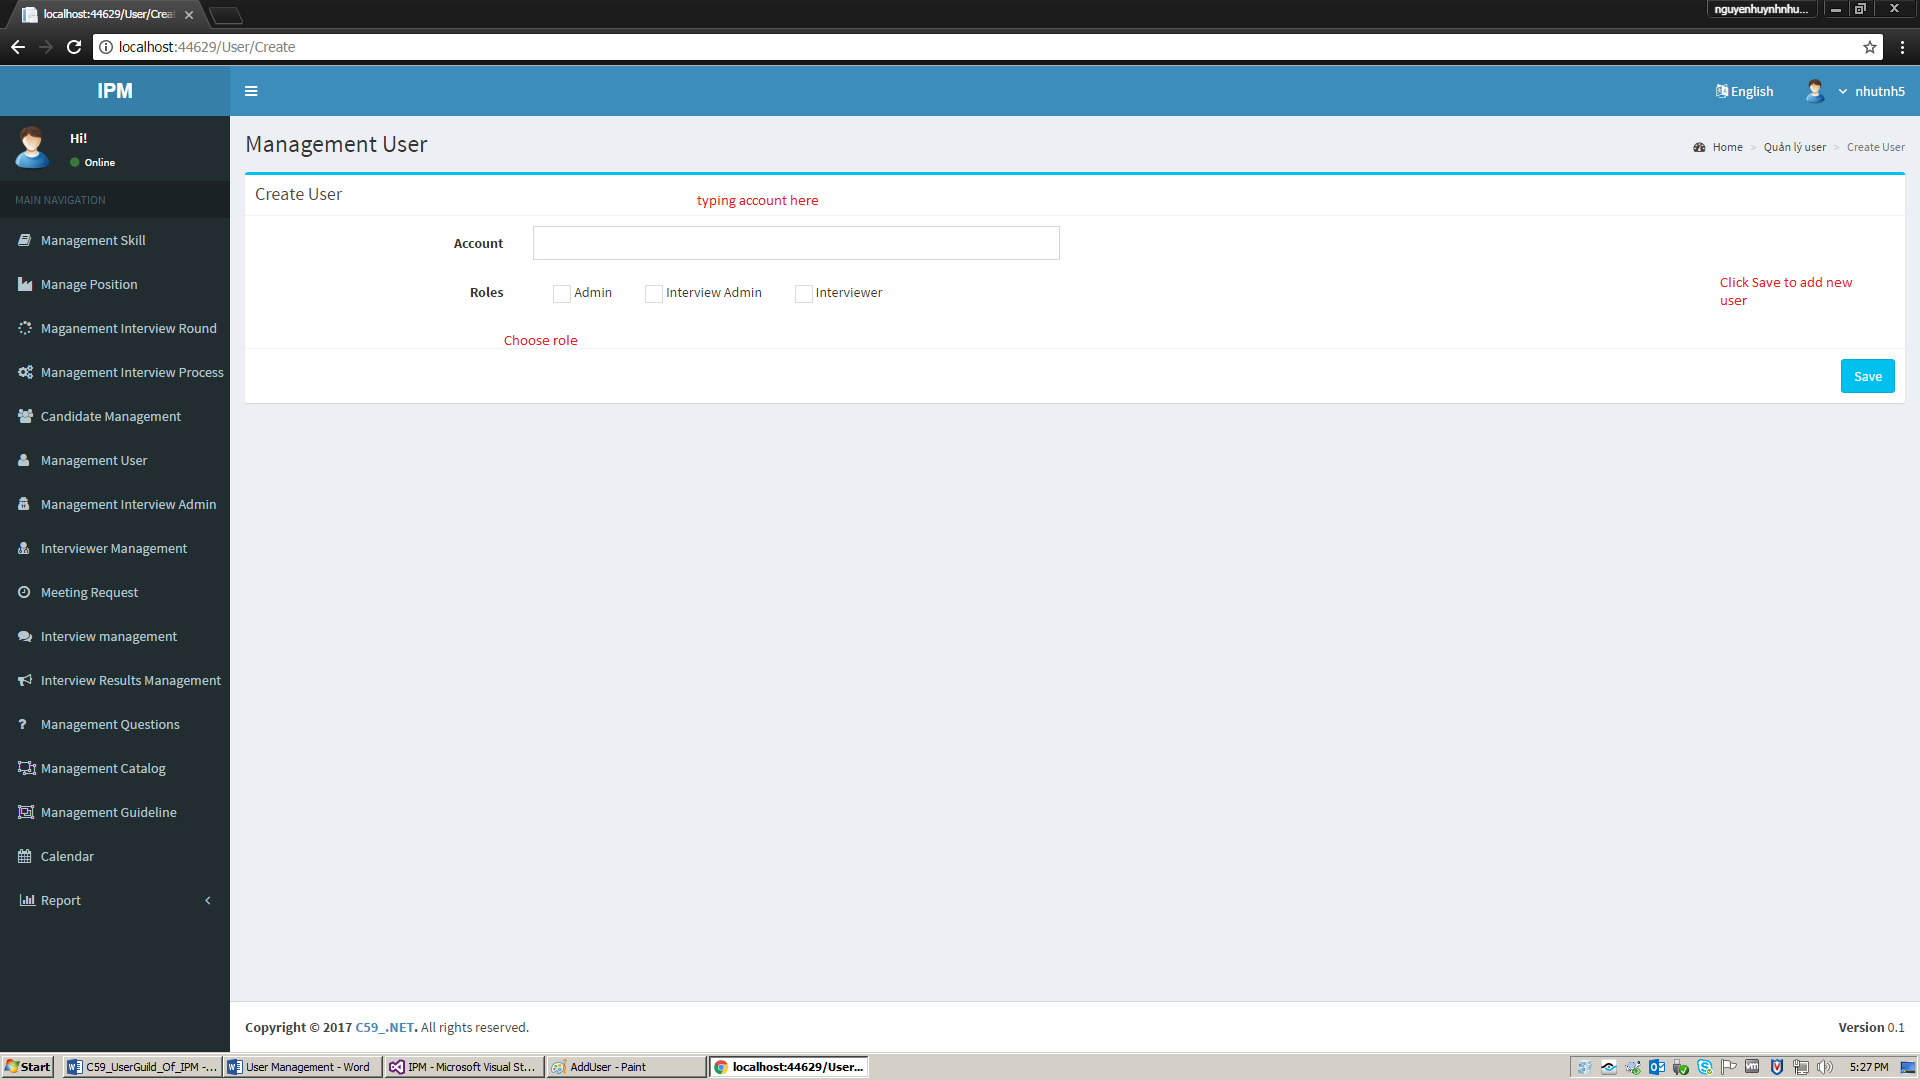 localhost:44629/User/Crea
nguyenhuynhnhu...
localhost:44629/User/Create
IPM
English
nhutnh5
Hi!
Online
MAIN NAVIGATION
Management Skill
Manage Position
Maganement Interview Round
Management Interview Process
Candidate Management
Management User
Management Interview Admin
Interviewer Management
Meeting Request
Interview management
Interview Results Management
Management Questions
Management Catalog
Management Guideline
Calendar
Report
Management User
Home > Quản lý user > Create User
Create User
typing account here
Account
Roles
Admin
Interview Admin
Interviewer
Click Save to add new
user
Choose role
Save
Copyright © 2017 C59_.NET. All rights reserved.
Version 0.1
Start
C59_UserGuild_Of_IPM -...
User Management - Word
IPM - Microsoft Visual St...
AddUser - Paint
localhost:44629/User...
5:27 PM